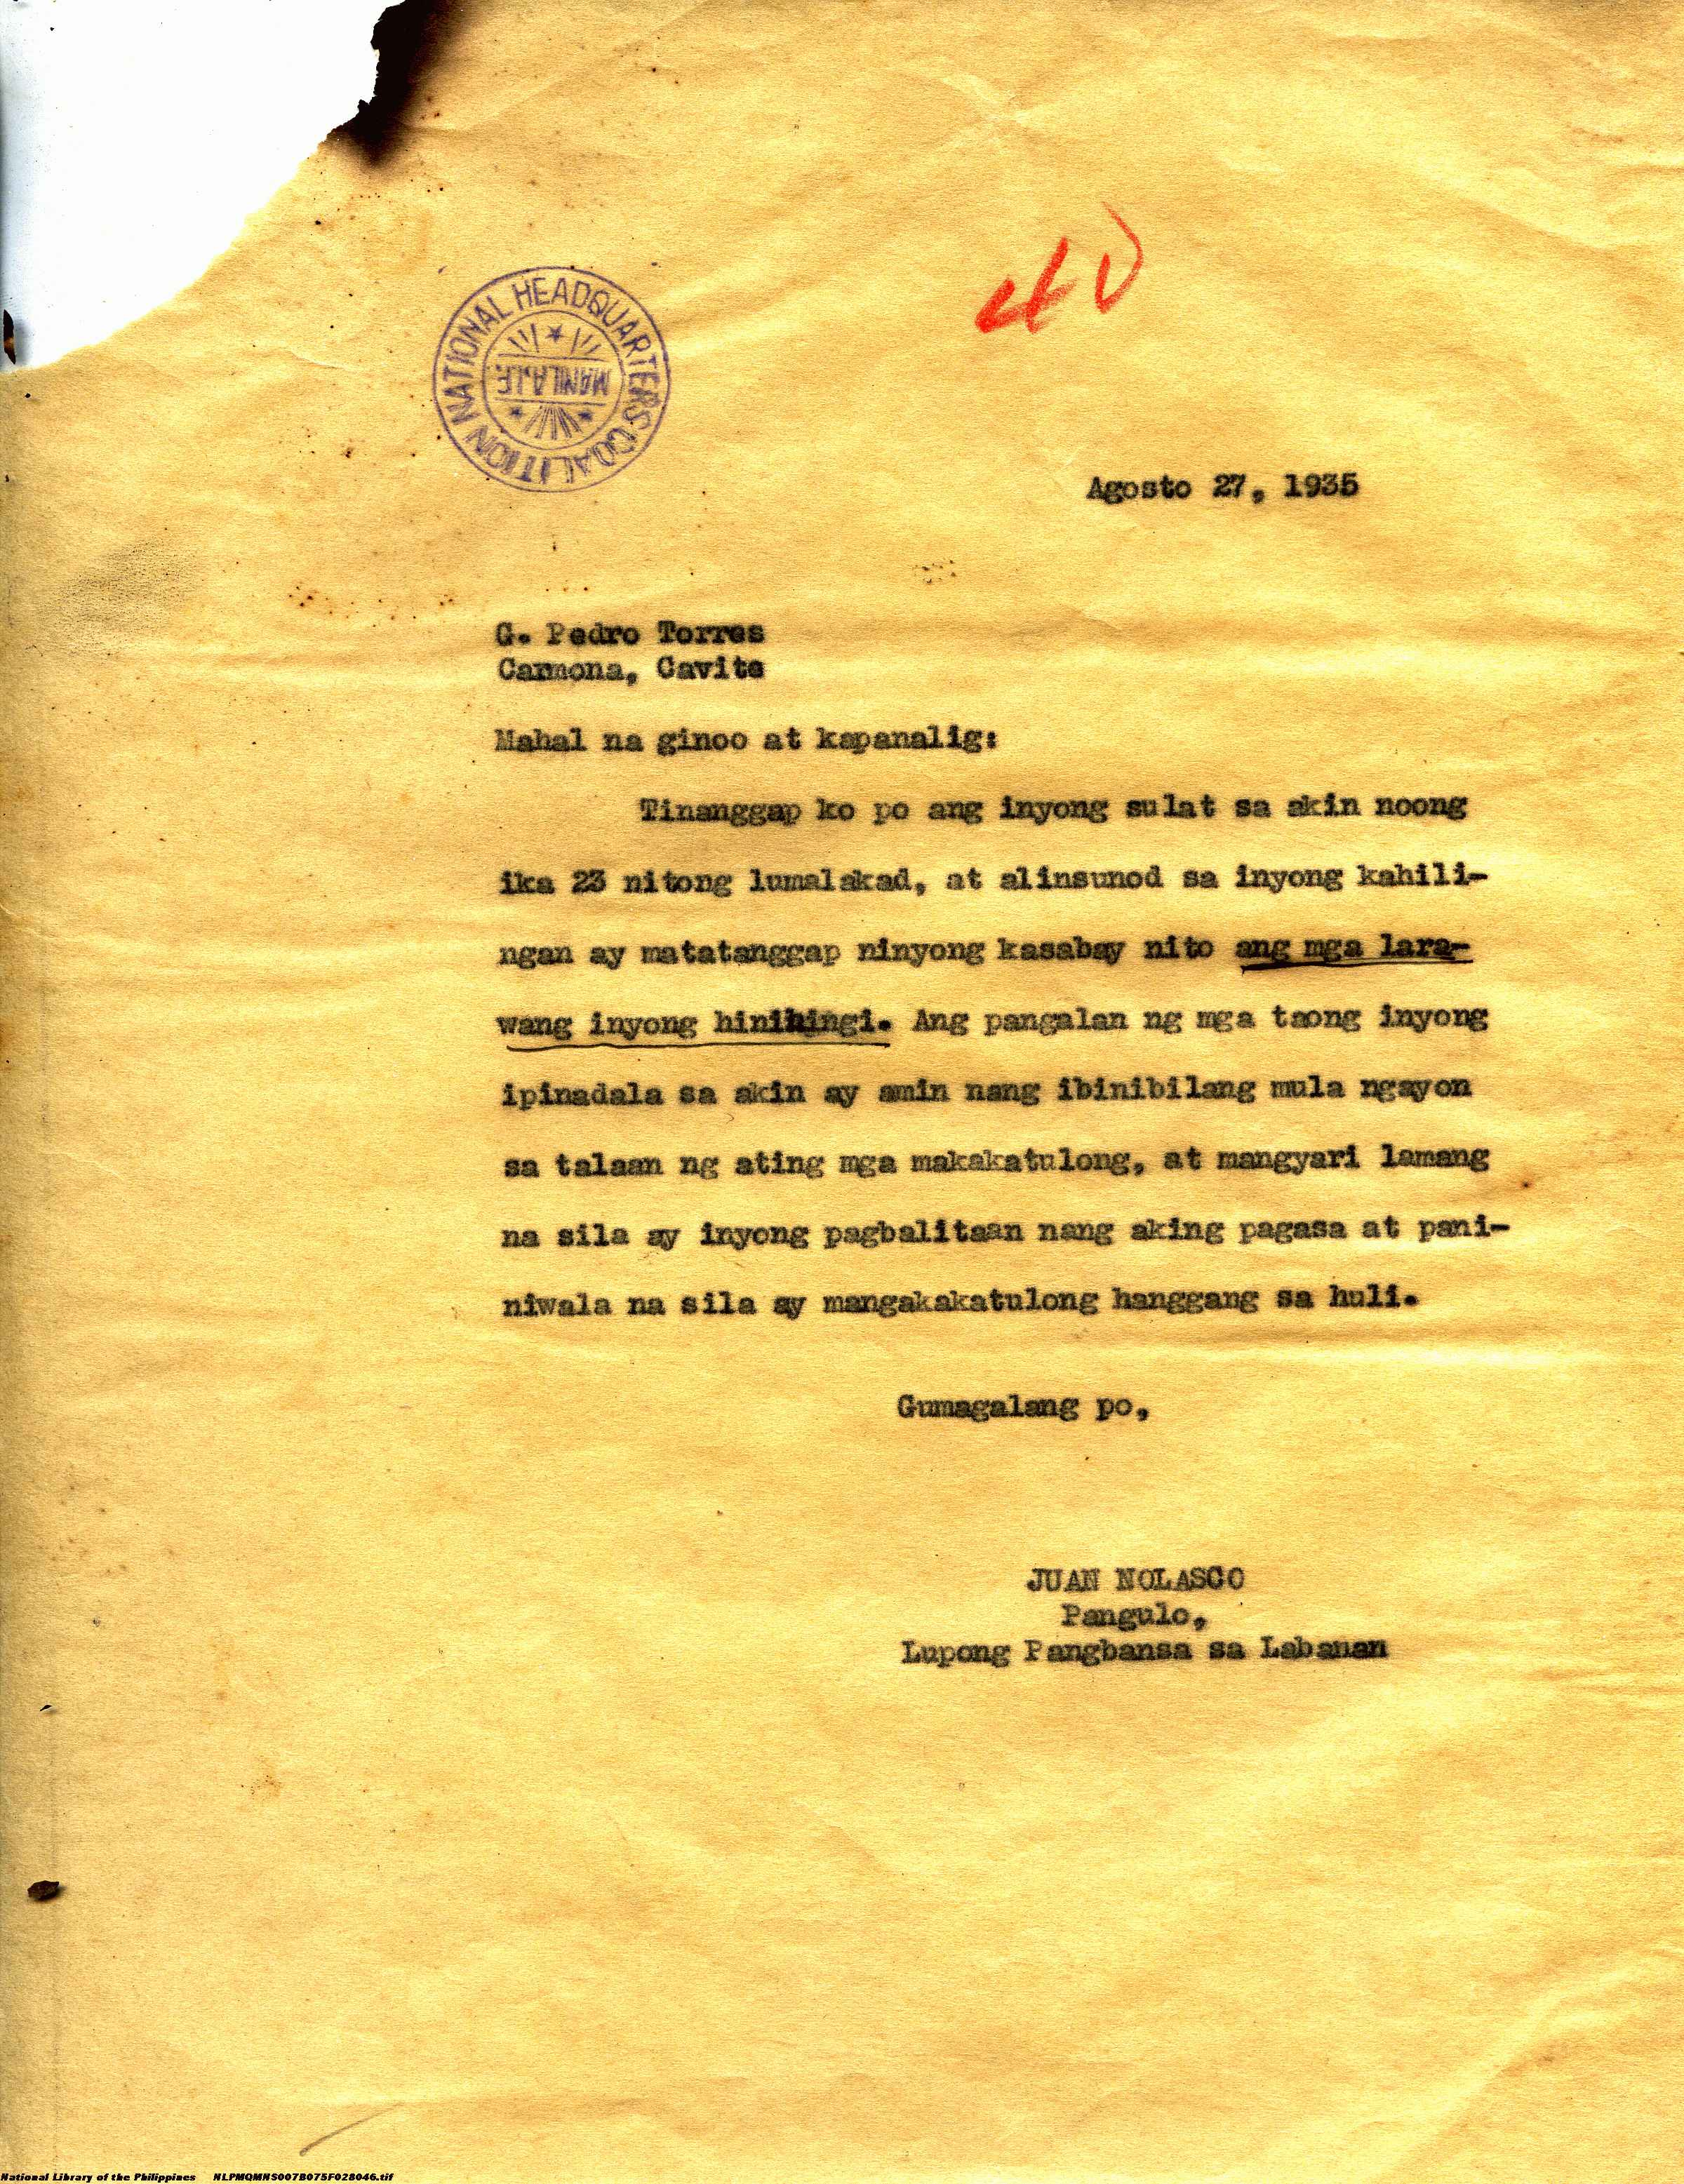 40
NATIONAL HEADQUARTERS COALITION
MANILA.I.F.
Agosto 27, 1935
G. Pedro Torres
Carmona, Cavite
Mahal na ginoo at kapanalig:
Tinanggap ko po ang inyong sulat sa akin noong
ika 23 nitong lumalakad, at alinsunod sa inyong kahili-
ngan ay matatanggap ninyong kasabay nito ang mga lara-
wang inyong hinihingi. Ang pangalan ng mga taong inyong
ipinadala sa akin ay amin nang ibinibilang mula ngayon
sa talaan ng ating mga makakatulong, at mangyari lamang
na sila ay inyong pagbalitaan nang aking pagasa at pani-
niwala na sila ay mangakakatulong hanggang sa huli.
Gumagalang po,
JUAN NOLASCO
Pangulo,
Lupong Pangbansa sa Labanan
National Library of the Philippines NLPMQMNS007B075F028046.tif